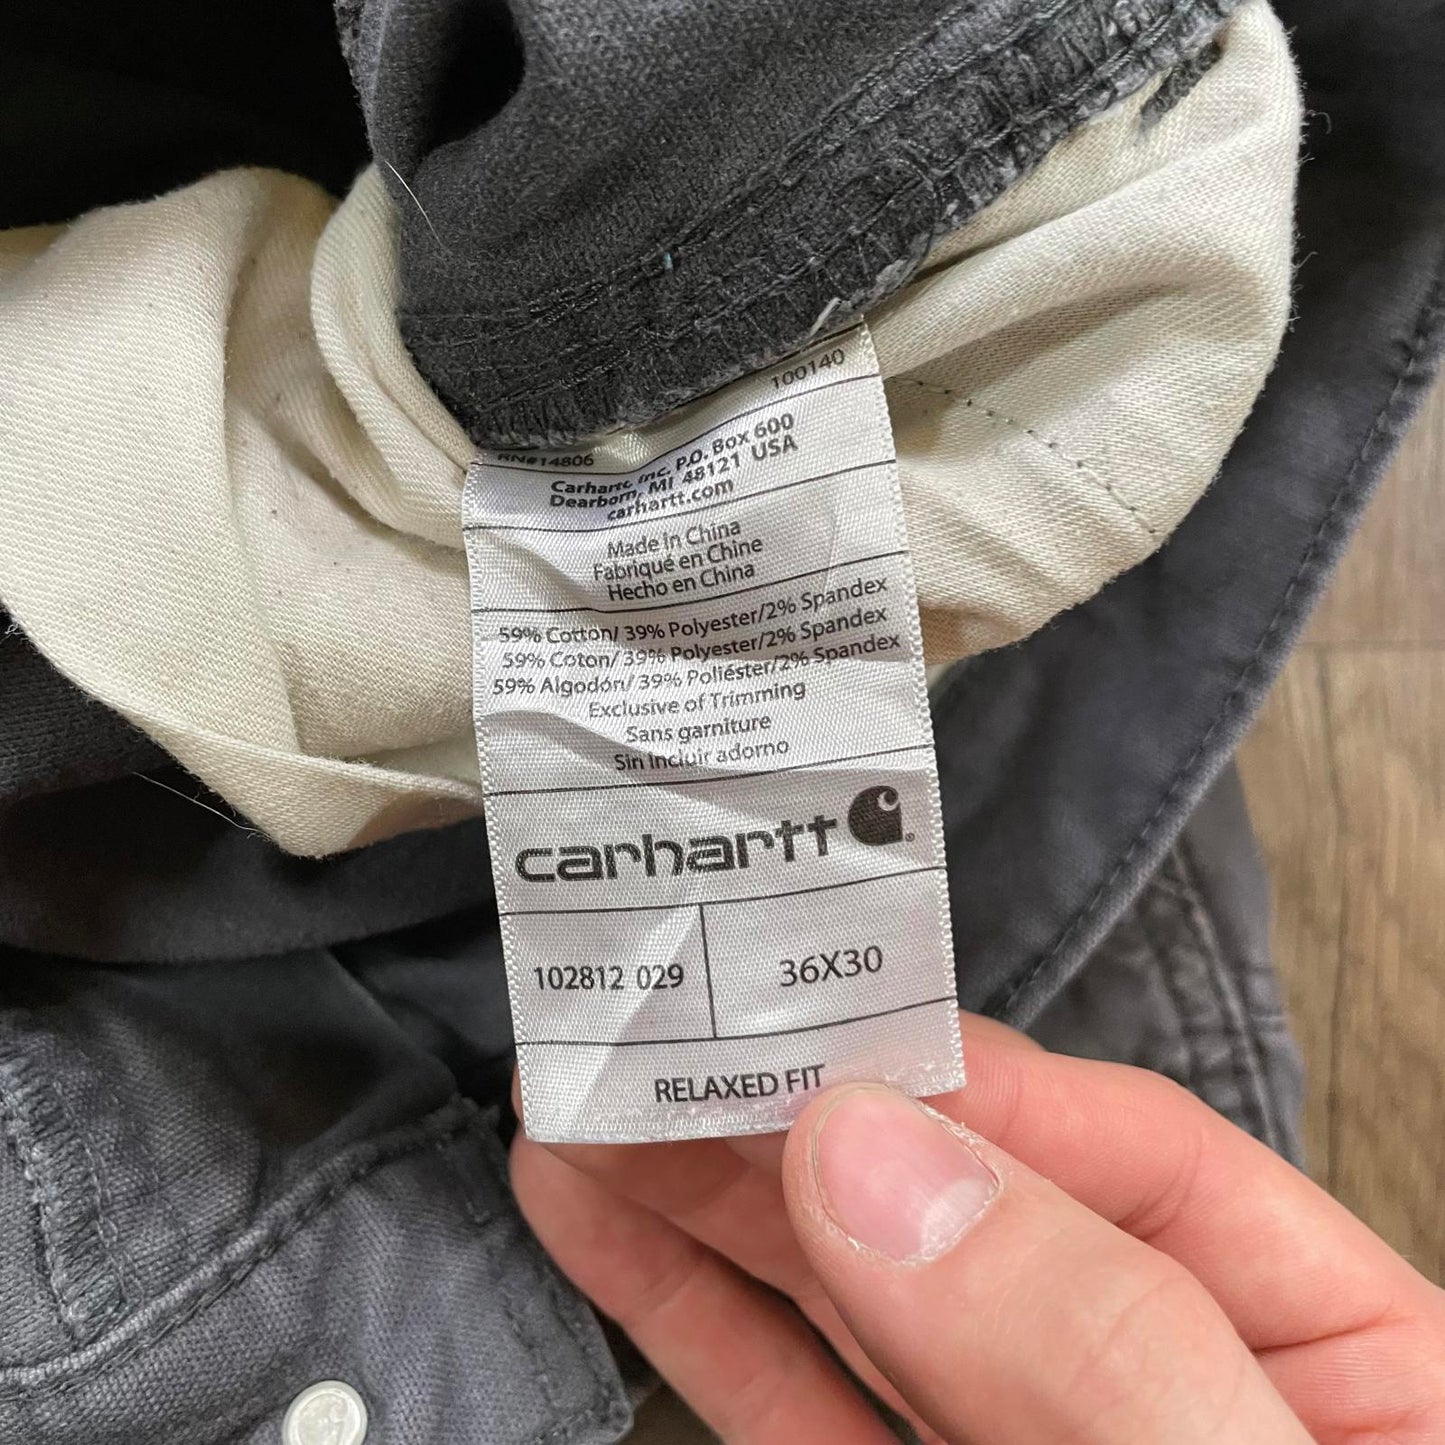 100140
RN#14806
Carhartt, Inc. P.O. Box 600
Dearborn, MI 48121 USA
carhartt.com
Made in China
Fabriqué en Chine
Hecho en China
59% Cotton/ 39% Polyester/2% Spandex
59% Coton/ 39% Polyester/2% Spandex
59% Algodón/ 39% Poliéster/2% Spandex
Exclusive of Trimming
Sans garniture
Sin incluir adorno
carhartt
102812 029
36X30
RELAXED FIT